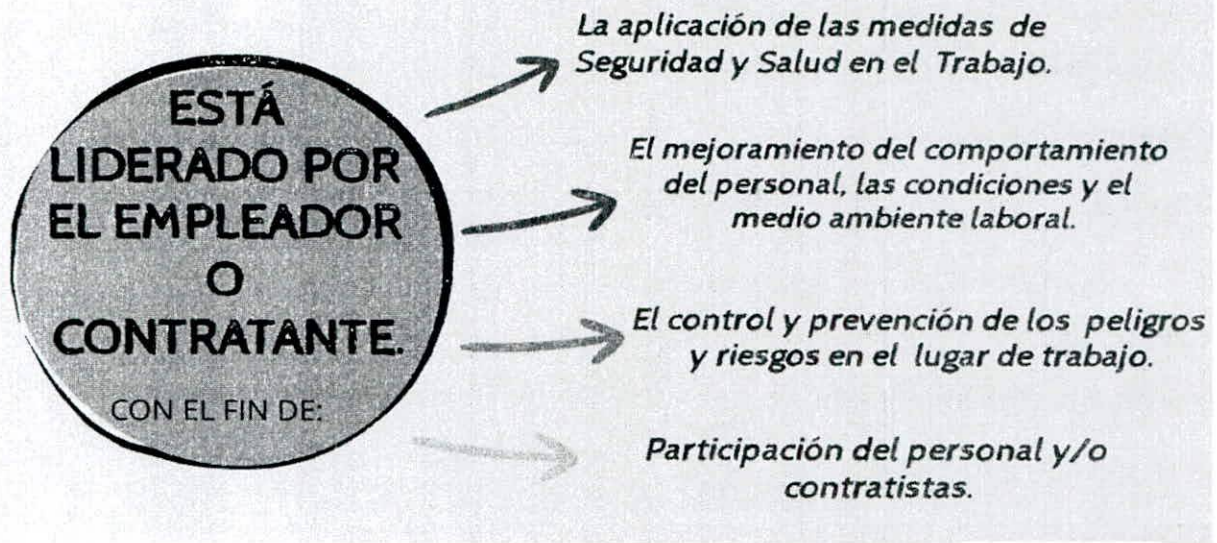 ESTÁ
LIDERADO POR
EL EMPLEADOR
O
CONTRATANTE.
CON EL FIN DE:
La aplicación de las medidas de
Seguridad y Salud en el Trabajo.
El mejoramiento del comportamiento
del personal, las condiciones y el
medio ambiente laboral.
El control y prevención de los peligros
y riesgos en el lugar de trabajo.
Participación del personal y/o
contratistas.